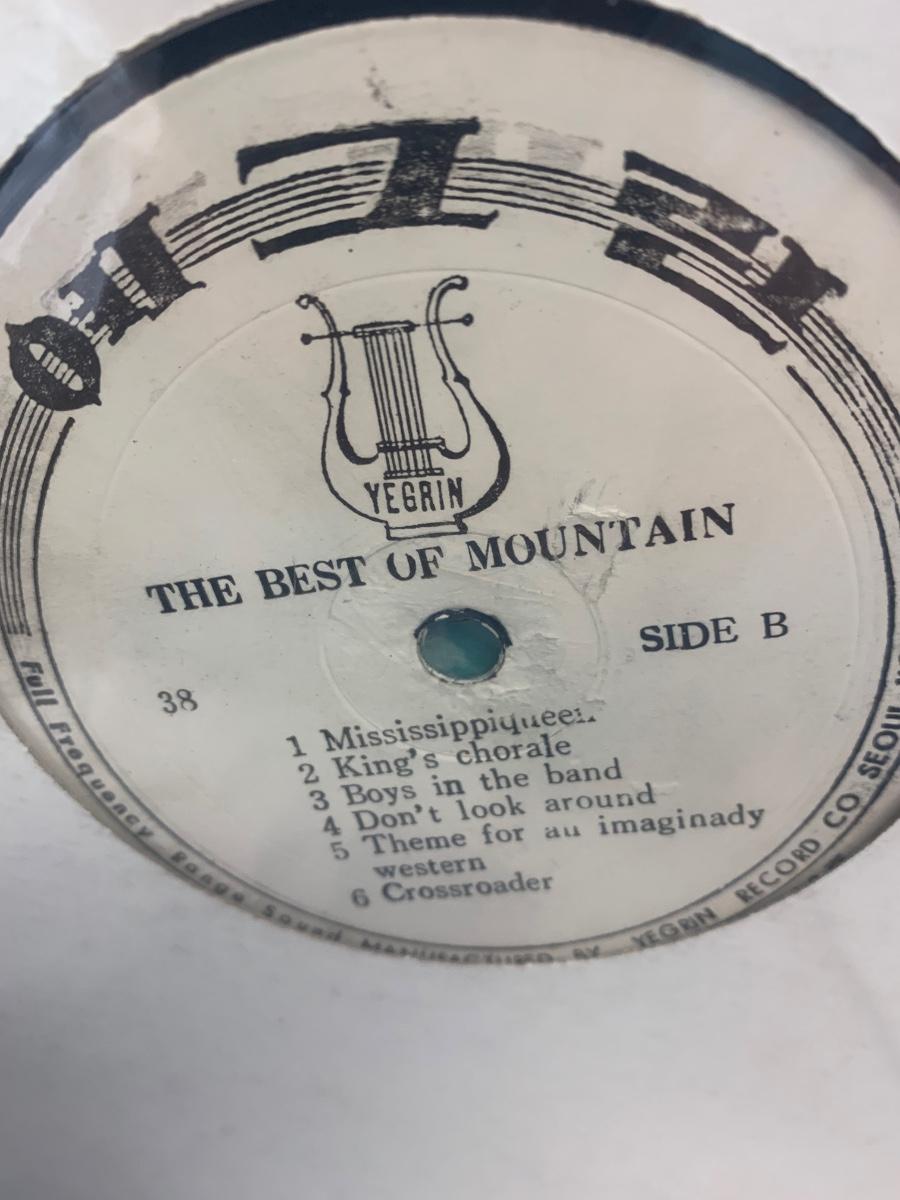 예그린
YEGRIN
THE BEST OF MOUNTAIN
SIDE B
38
1 Mississippiqueen
2 King's chorale
3 Boys in the band
4 Don't look around
5 Theme for an imaginady
western
6 Crossroader
Full Frequency Range Sound MANUFACTURED BY YEGRIN RECORD CO SEOUL